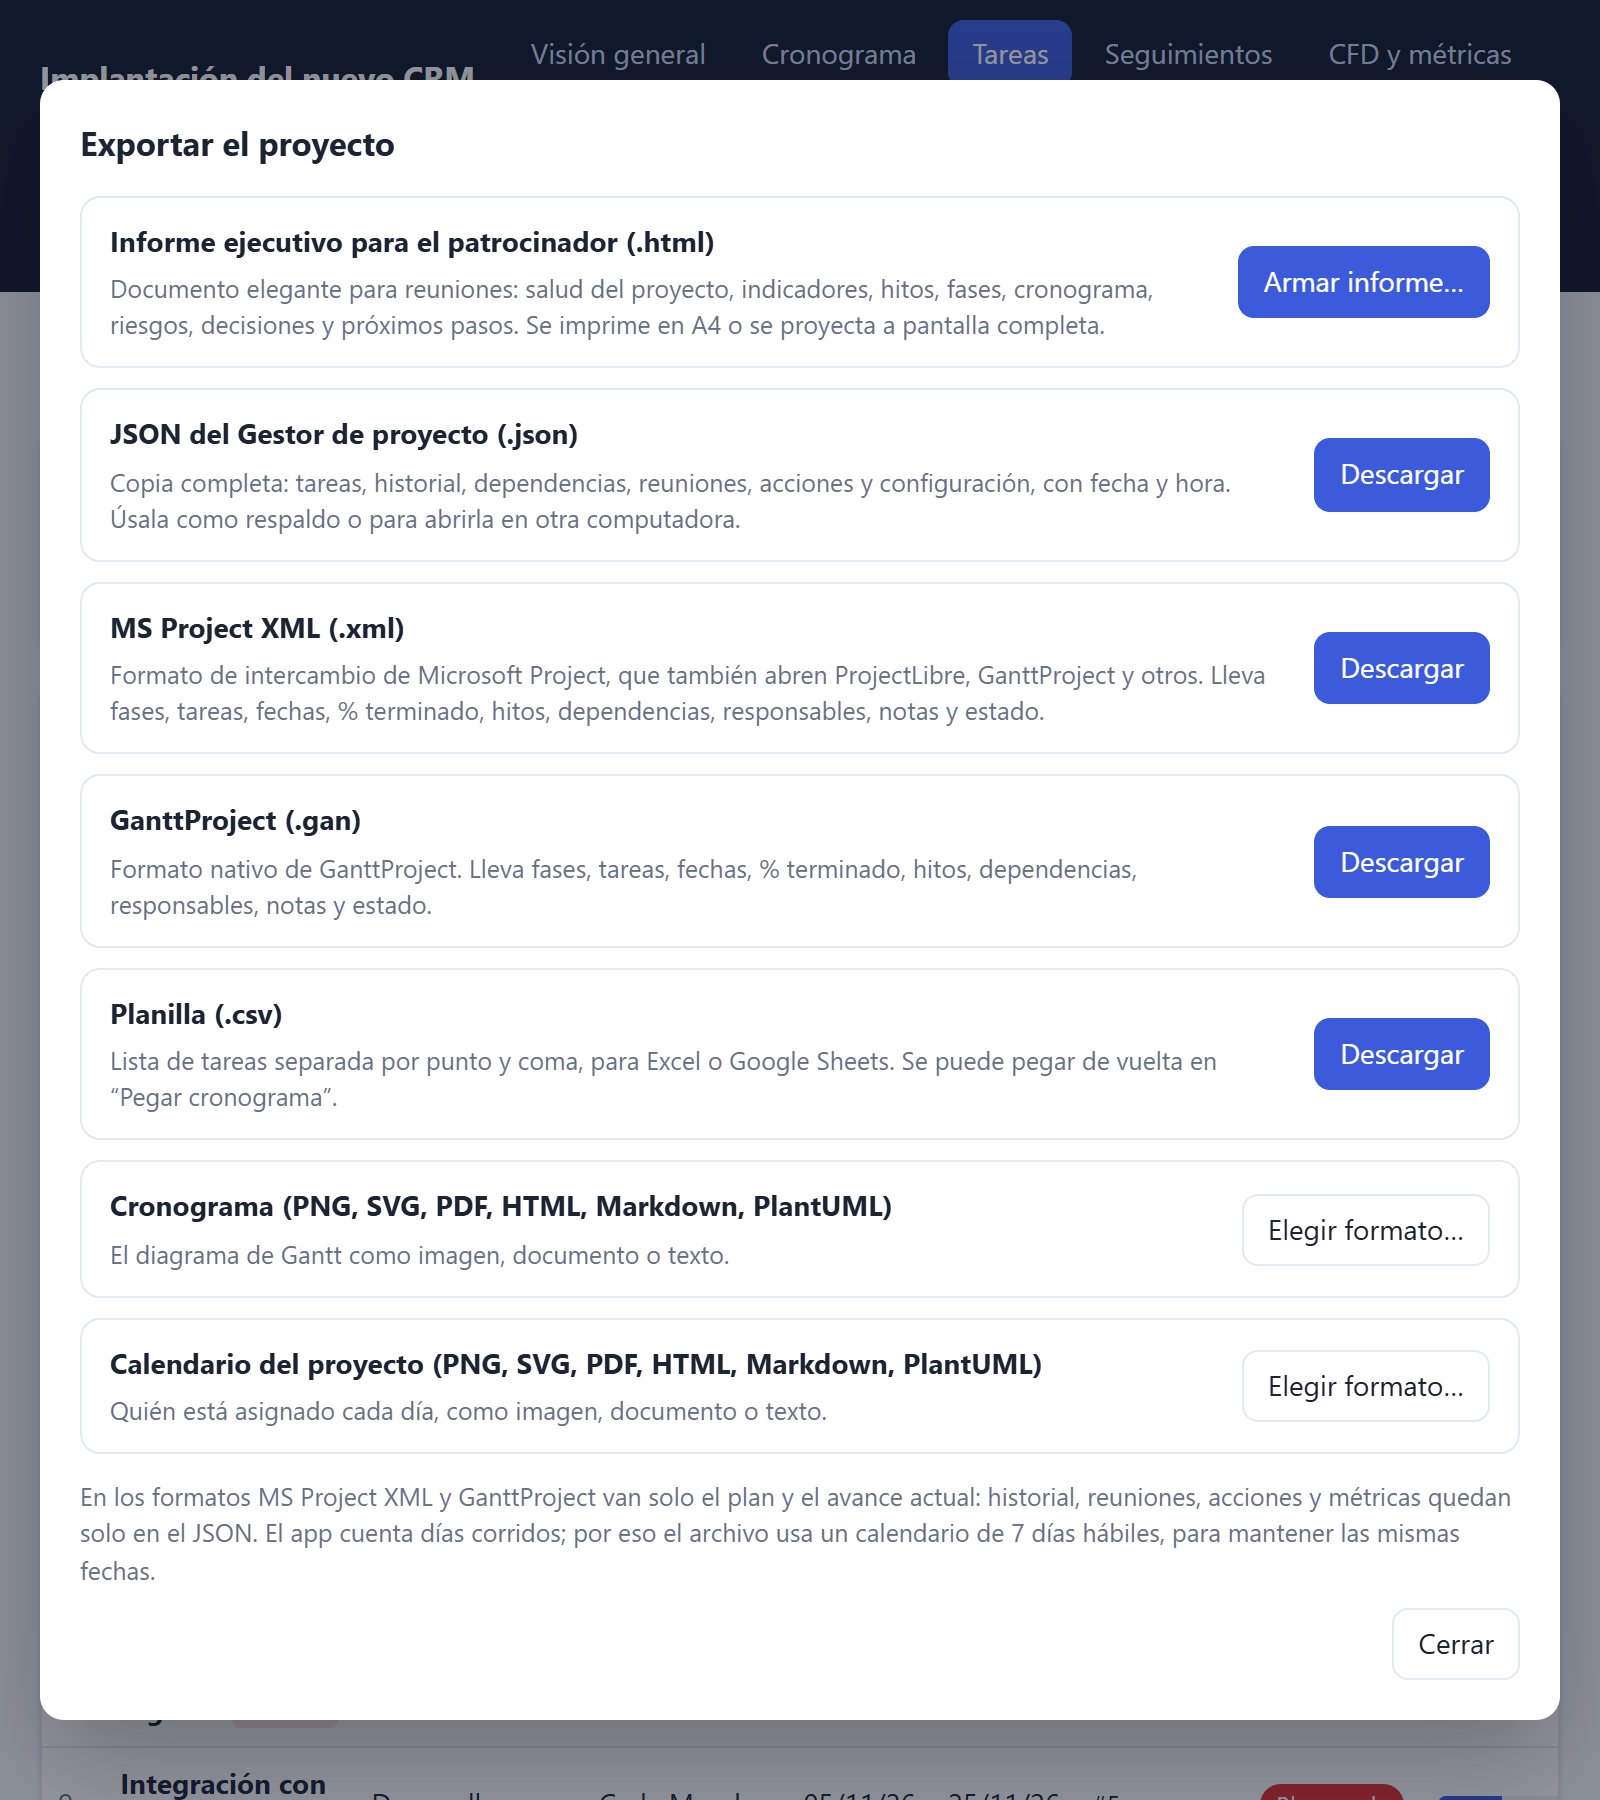 Visión general
Cronograma
Tareas
Seguimientos
CFD y métricas
Implantación del nuevo CRM
Exportar el proyecto
Informe ejecutivo para el patrocinador (.html)
Documento elegante para reuniones: salud del proyecto, indicadores, hitos, fases, cronograma,
riesgos, decisiones y próximos pasos. Se imprime en A4 o se proyecta a pantalla completa.
Armar informe...
JSON del Gestor de proyecto (.json)
Copia completa: tareas, historial, dependencias, reuniones, acciones y configuración, con fecha y hora.
Úsala como respaldo o para abrirla en otra computadora.
Descargar
MS Project XML (.xml)
Formato de intercambio de Microsoft Project, que también abren ProjectLibre, GanttProject y otros. Lleva
fases, tareas, fechas, % terminado, hitos, dependencias, responsables, notas y estado.
Descargar
GanttProject (.gan)
Formato nativo de GanttProject. Lleva fases, tareas, fechas, % terminado, hitos, dependencias,
responsables, notas y estado.
Descargar
Planilla (.csv)
Lista de tareas separada por punto y coma, para Excel o Google Sheets. Se puede pegar de vuelta en
“Pegar cronograma”.
Descargar
Cronograma (PNG, SVG, PDF, HTML, Markdown, PlantUML)
El diagrama de Gantt como imagen, documento o texto.
Elegir formato...
Calendario del proyecto (PNG, SVG, PDF, HTML, Markdown, PlantUML)
Quién está asignado cada día, como imagen, documento o texto.
Elegir formato...
En los formatos MS Project XML y GanttProject van solo el plan y el avance actual: historial, reuniones, acciones y métricas quedan
solo en el JSON. El app cuenta días corridos; por eso el archivo usa un calendario de 7 días hábiles, para mantener las mismas
fechas.
Cerrar
Integración con
05/11/26
25/11/26